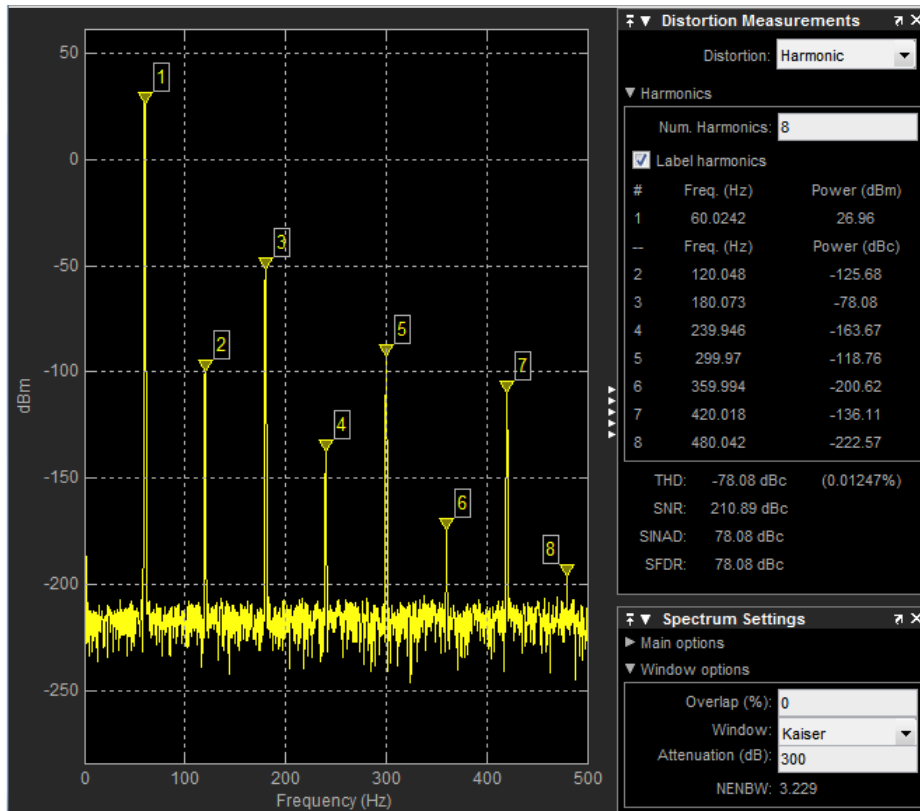 50
0
-50
-100
-150
-200
-250
dBm
0 100 200 300 400 500
Frequency (Hz)
1
2
3
4
5
6
7
8
Distortion Measurements
Distortion: Harmonic
Harmonics
Num. Harmonics: 8
Label harmonics
# Freq. (Hz) Power (dBm)
1 60.0242 26.96
-- Freq. (Hz) Power (dBc)
2 120.048 -125.68
3 180.073 -78.08
4 239.946 -163.67
5 299.97 -118.76
6 359.994 -200.62
7 420.018 -136.11
8 480.042 -222.57
THD: -78.08 dBc (0.01247%)
SNR: 210.89 dBc
SINAD: 78.08 dBc
SFDR: 78.08 dBc
Spectrum Settings
Main options
Window options
Overlap (%): 0
Window: Kaiser
Attenuation (dB): 300
NENBW: 3.229